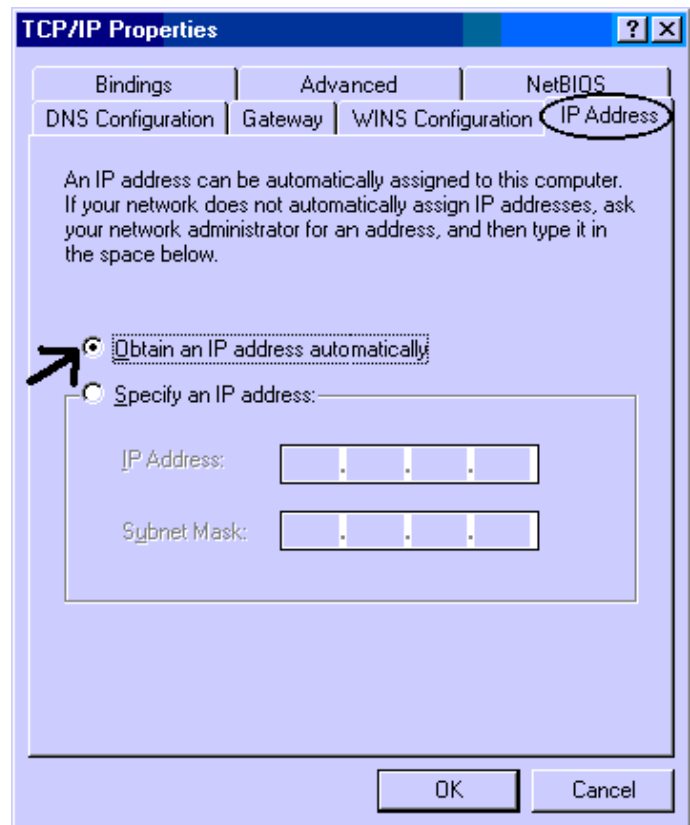 TCP/IP Properties
? X
Bindings Advanced NetBIOS
DNS Configuration Gateway WINS Configuration IP Address
An IP address can be automatically assigned to this computer.
If your network does not automatically assign IP addresses, ask
your network administrator for an address, and then type it in
the space below.
Obtain an IP address automatically
Specify an IP address:
IP Address: . . .
Subnet Mask: . . .
OK Cancel